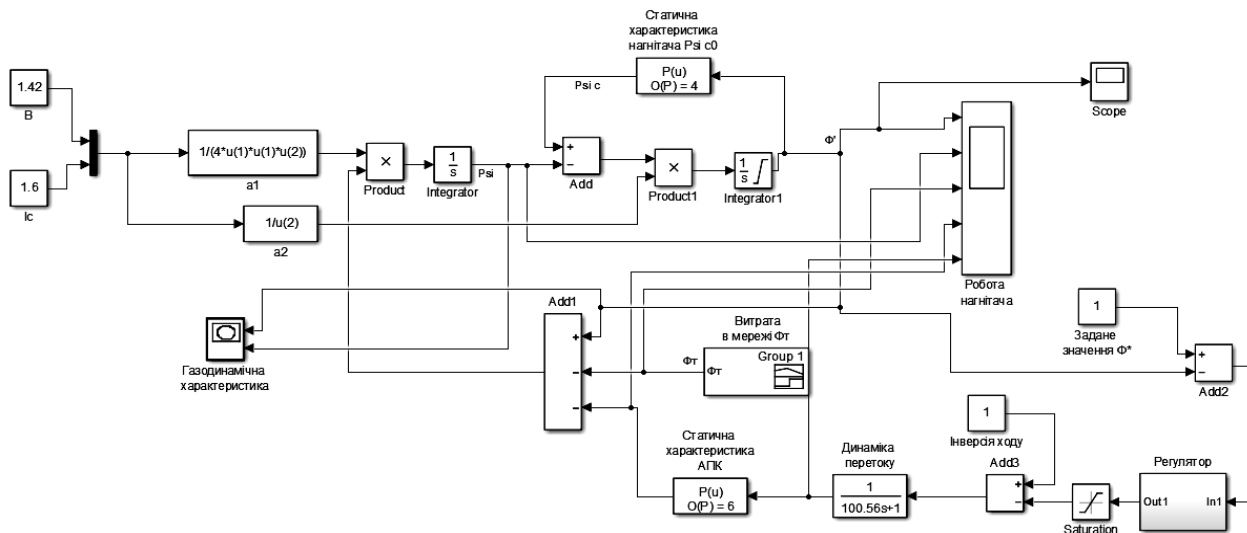 Статична
характеристика
нагнітача Psi c0
P(u)
O(P) = 4
Psi c
1.42
B
1.6
Ic
1/(4*u(1)*u(1)*u(2))
a1
1/u(2)
a2
×
Product
1
s
Integrator
Psi
+
−
Add
×
Product1
1
s
Integrator1
Ф'
Scope
Робота
нагнітача
Газодинамічна
характеристика
Add1
+
−
−
Витрата
в мережі Фт
Group 1
Фт
Фт
1
Задане
значення Ф*
+
−
Add2
Статична
характеристика
АПК
P(u)
O(P) = 6
Динаміка
перетоку
1
100.56s+1
1
Інверсія ходу
Add3
+
−
Saturation
Регулятор
Out1
In1